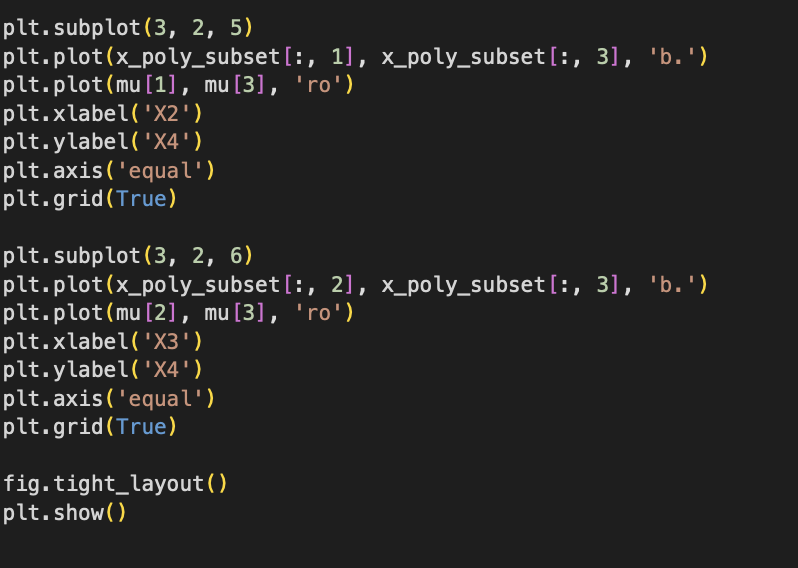 plt.subplot(3, 2, 5)
plt.plot(x_poly_subset[:, 1], x_poly_subset[:, 3], 'b.')
plt.plot(mu[1], mu[3], 'ro')
plt.xlabel('X2')
plt.ylabel('X4')
plt.axis('equal')
plt.grid(True)

plt.subplot(3, 2, 6)
plt.plot(x_poly_subset[:, 2], x_poly_subset[:, 3], 'b.')
plt.plot(mu[2], mu[3], 'ro')
plt.xlabel('X3')
plt.ylabel('X4')
plt.axis('equal')
plt.grid(True)

fig.tight_layout()
plt.show()